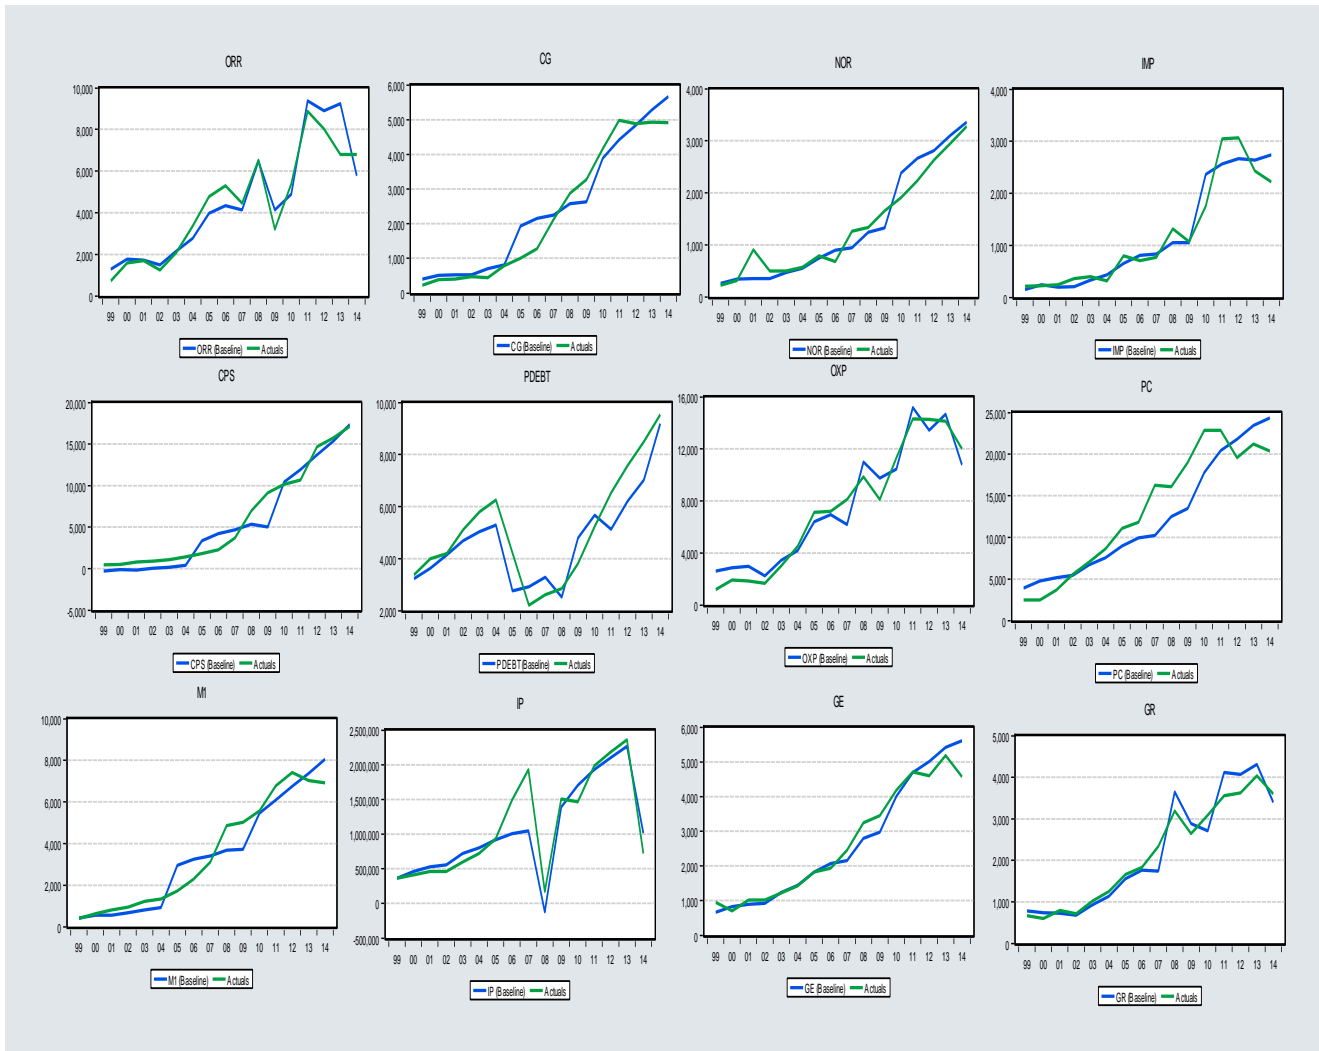 ORR
10,000
8,000
6,000
4,000
2,000
0
99 00 01 02 03 04 05 06 07 08 09 10 11 12 13 14
ORR (Baseline) Actuals
CG
6,000
5,000
4,000
3,000
2,000
1,000
0
99 00 01 02 03 04 05 06 07 08 09 10 11 12 13 14
CG (Baseline) Actuals
NOR
4,000
3,000
2,000
1,000
0
99 00 01 02 03 04 05 06 07 08 09 10 11 12 13 14
NOR (Baseline) Actuals
IMP
4,000
3,000
2,000
1,000
0
99 00 01 02 03 04 05 06 07 08 09 10 11 12 13 14
IMP (Baseline) Actuals
CPS
20,000
15,000
10,000
5,000
0
-5,000
99 00 01 02 03 04 05 06 07 08 09 10 11 12 13 14
CPS (Baseline) Actuals
PDEBT
10,000
8,000
6,000
4,000
2,000
99 00 01 02 03 04 05 06 07 08 09 10 11 12 13 14
PDEBT (Baseline) Actuals
OXP
16,000
12,000
8,000
4,000
0
99 00 01 02 03 04 05 06 07 08 09 10 11 12 13 14
OXP (Baseline) Actuals
PC
25,000
20,000
15,000
10,000
5,000
0
99 00 01 02 03 04 05 06 07 08 09 10 11 12 13 14
PC (Baseline) Actuals
M1
10,000
8,000
6,000
4,000
2,000
0
99 00 01 02 03 04 05 06 07 08 09 10 11 12 13 14
M1 (Baseline) Actuals
IP
2,500,000
2,000,000
1,500,000
1,000,000
500,000
0
-500,000
99 00 01 02 03 04 05 06 07 08 09 10 11 12 13 14
IP (Baseline) Actuals
GE
6,000
5,000
4,000
3,000
2,000
1,000
0
99 00 01 02 03 04 05 06 07 08 09 10 11 12 13 14
GE (Baseline) Actuals
GR
5,000
4,000
3,000
2,000
1,000
0
99 00 01 02 03 04 05 06 07 08 09 10 11 12 13 14
GR (Baseline) Actuals